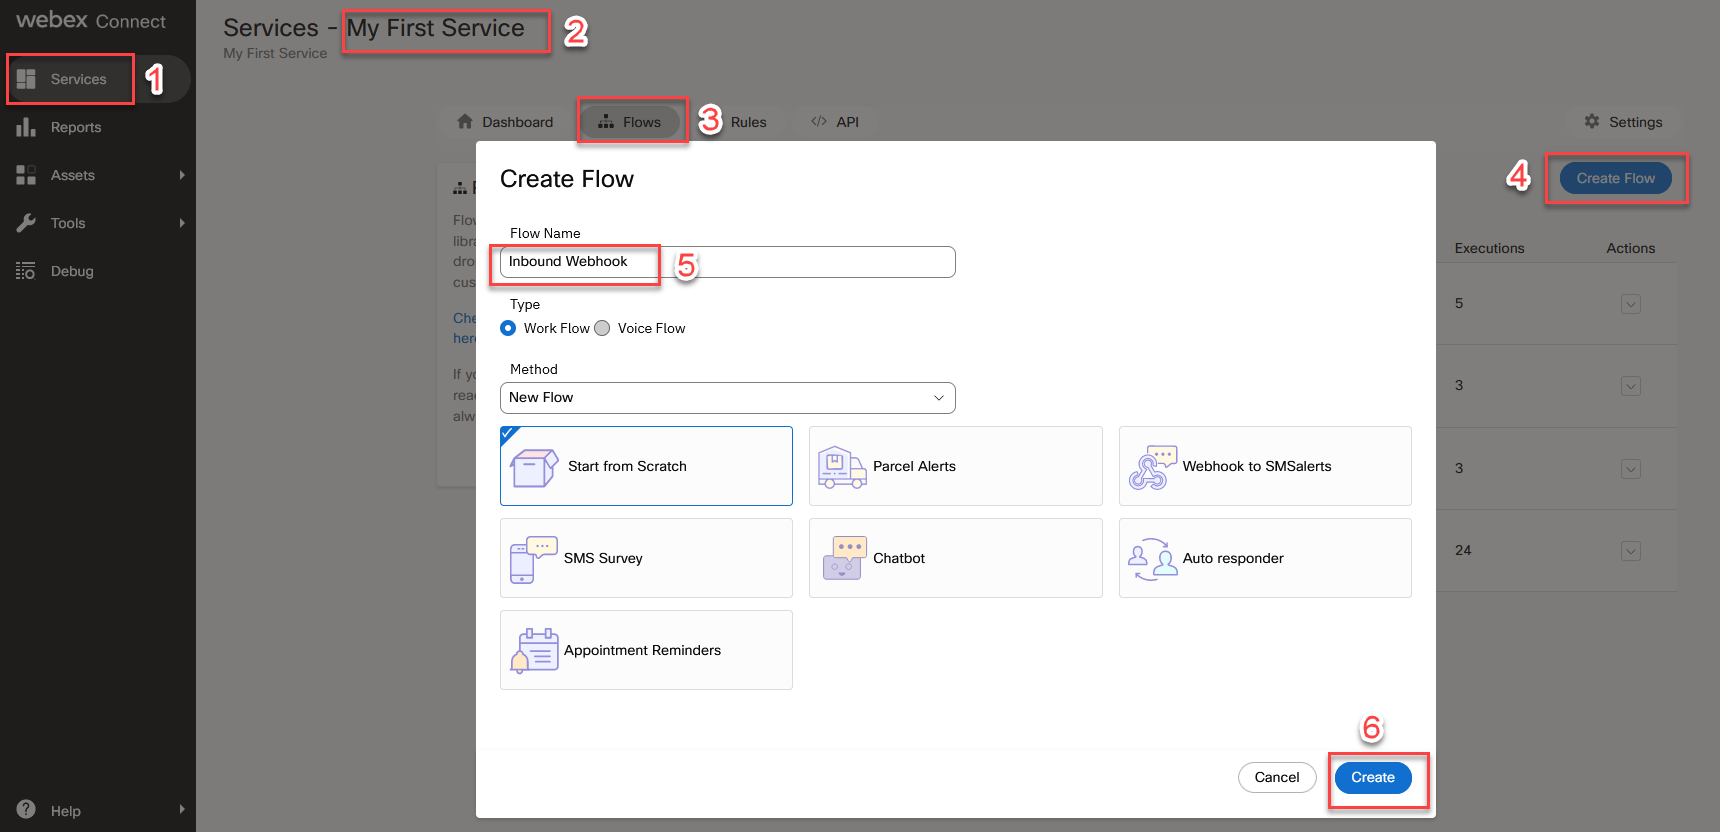 webex Connect
Services - My First Service 2
My First Service
Services 1
Reports
Assets
Tools
Debug
Help
Dashboard
Flows 3
Rules
</> API
Settings
4 Create Flow
Flow
libra
dro
cus
Che
here
If yo
rea
alw
Executions Actions
5
3
3
24
Create Flow
Flow Name
Inbound Webhook 5
Type
Work Flow Voice Flow
Method
New Flow
Start from Scratch
Parcel Alerts
Webhook to SMSalerts
SMS Survey
Chatbot
Auto responder
Appointment Reminders
6
Cancel
Create